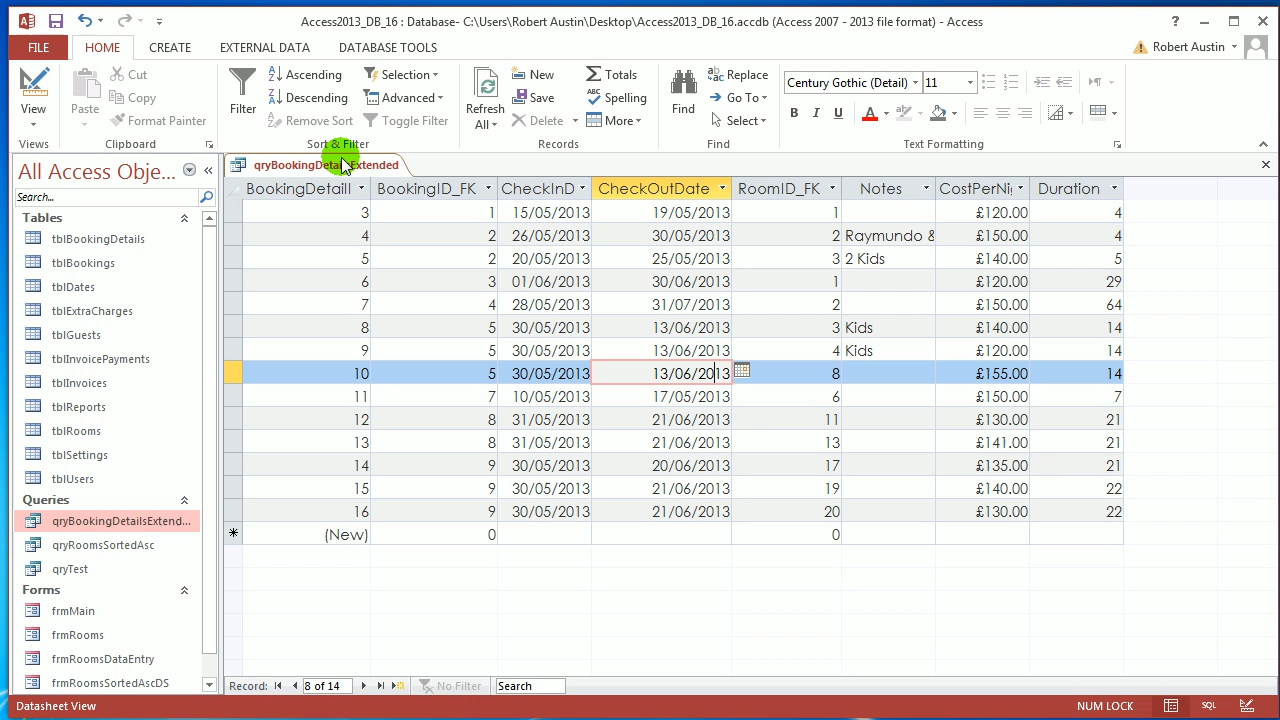 Access2013_DB_16 : Database- C:\Users\Robert Austin\Desktop\Access2013_DB_16.accdb (Access 2007 - 2013 file format) - Access
FILE HOME CREATE EXTERNAL DATA DATABASE TOOLS Robert Austin
View
Paste
Cut
Copy
Format Painter
Clipboard
Filter
Ascending
Descending
Remove Sort
Selection
Advanced
Toggle Filter
Sort & Filter
Refresh All
New
Save
Delete
Totals
Spelling
More
Records
Find
Replace
Go To
Select
Find
Century Gothic (Detail) 11
B I U A ab
Text Formatting
All Access Obje...
Search...
Tables
tblBookingDetails
tblBookings
tblDates
tblExtraCharges
tblGuests
tblInvoicePayments
tblInvoices
tblReports
tblRooms
tblSettings
tblUsers
Queries
qryBookingDetailsExtend...
qryRoomsSortedAsc
qryTest
Forms
frmMain
frmRooms
frmRoomsDataEntry
frmRoomsSortedAscDS
qryBookingDetailsExtended
BookingDetailI BookingID_FK CheckInD CheckOutDate RoomID_FK Notes CostPerNi Duration
3 1 15/05/2013 19/05/2013 1 £120.00 4
4 2 26/05/2013 30/05/2013 2 Raymundo & £150.00 4
5 2 20/05/2013 25/05/2013 3 2 Kids £140.00 5
6 3 01/06/2013 30/06/2013 1 £120.00 29
7 4 28/05/2013 31/07/2013 2 £150.00 64
8 5 30/05/2013 13/06/2013 3 Kids £140.00 14
9 5 30/05/2013 13/06/2013 4 Kids £120.00 14
10 5 30/05/2013 13/06/2013 8 £155.00 14
11 7 10/05/2013 17/05/2013 6 £150.00 7
12 8 31/05/2013 21/06/2013 11 £130.00 21
13 8 31/05/2013 21/06/2013 13 £141.00 21
14 9 30/05/2013 20/06/2013 17 £135.00 21
15 9 30/05/2013 21/06/2013 19 £140.00 22
16 9 30/05/2013 21/06/2013 20 £130.00 22
(New) 0 0
Record: 8 of 14 No Filter Search
Datasheet View NUM LOCK SQL